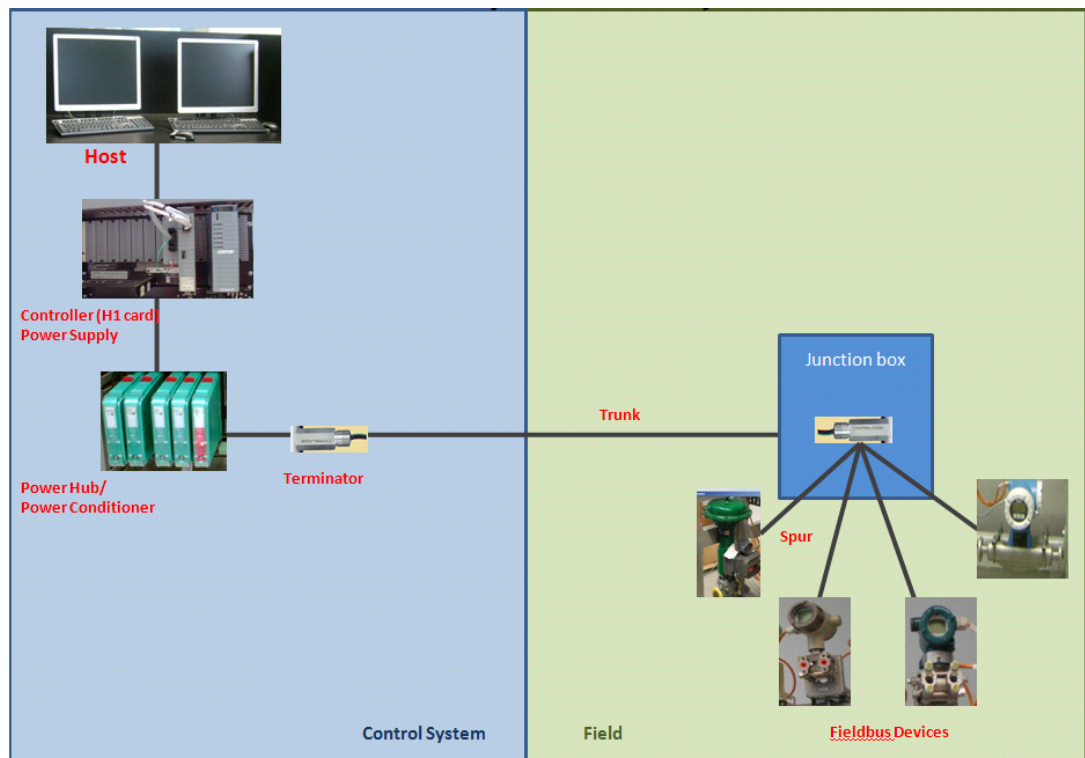 Host
Controller (H1 card)
Power Supply
Power Hub/
Power Conditioner
Terminator
Trunk
Junction box
Spur
Fieldbus Devices
Control System
Field